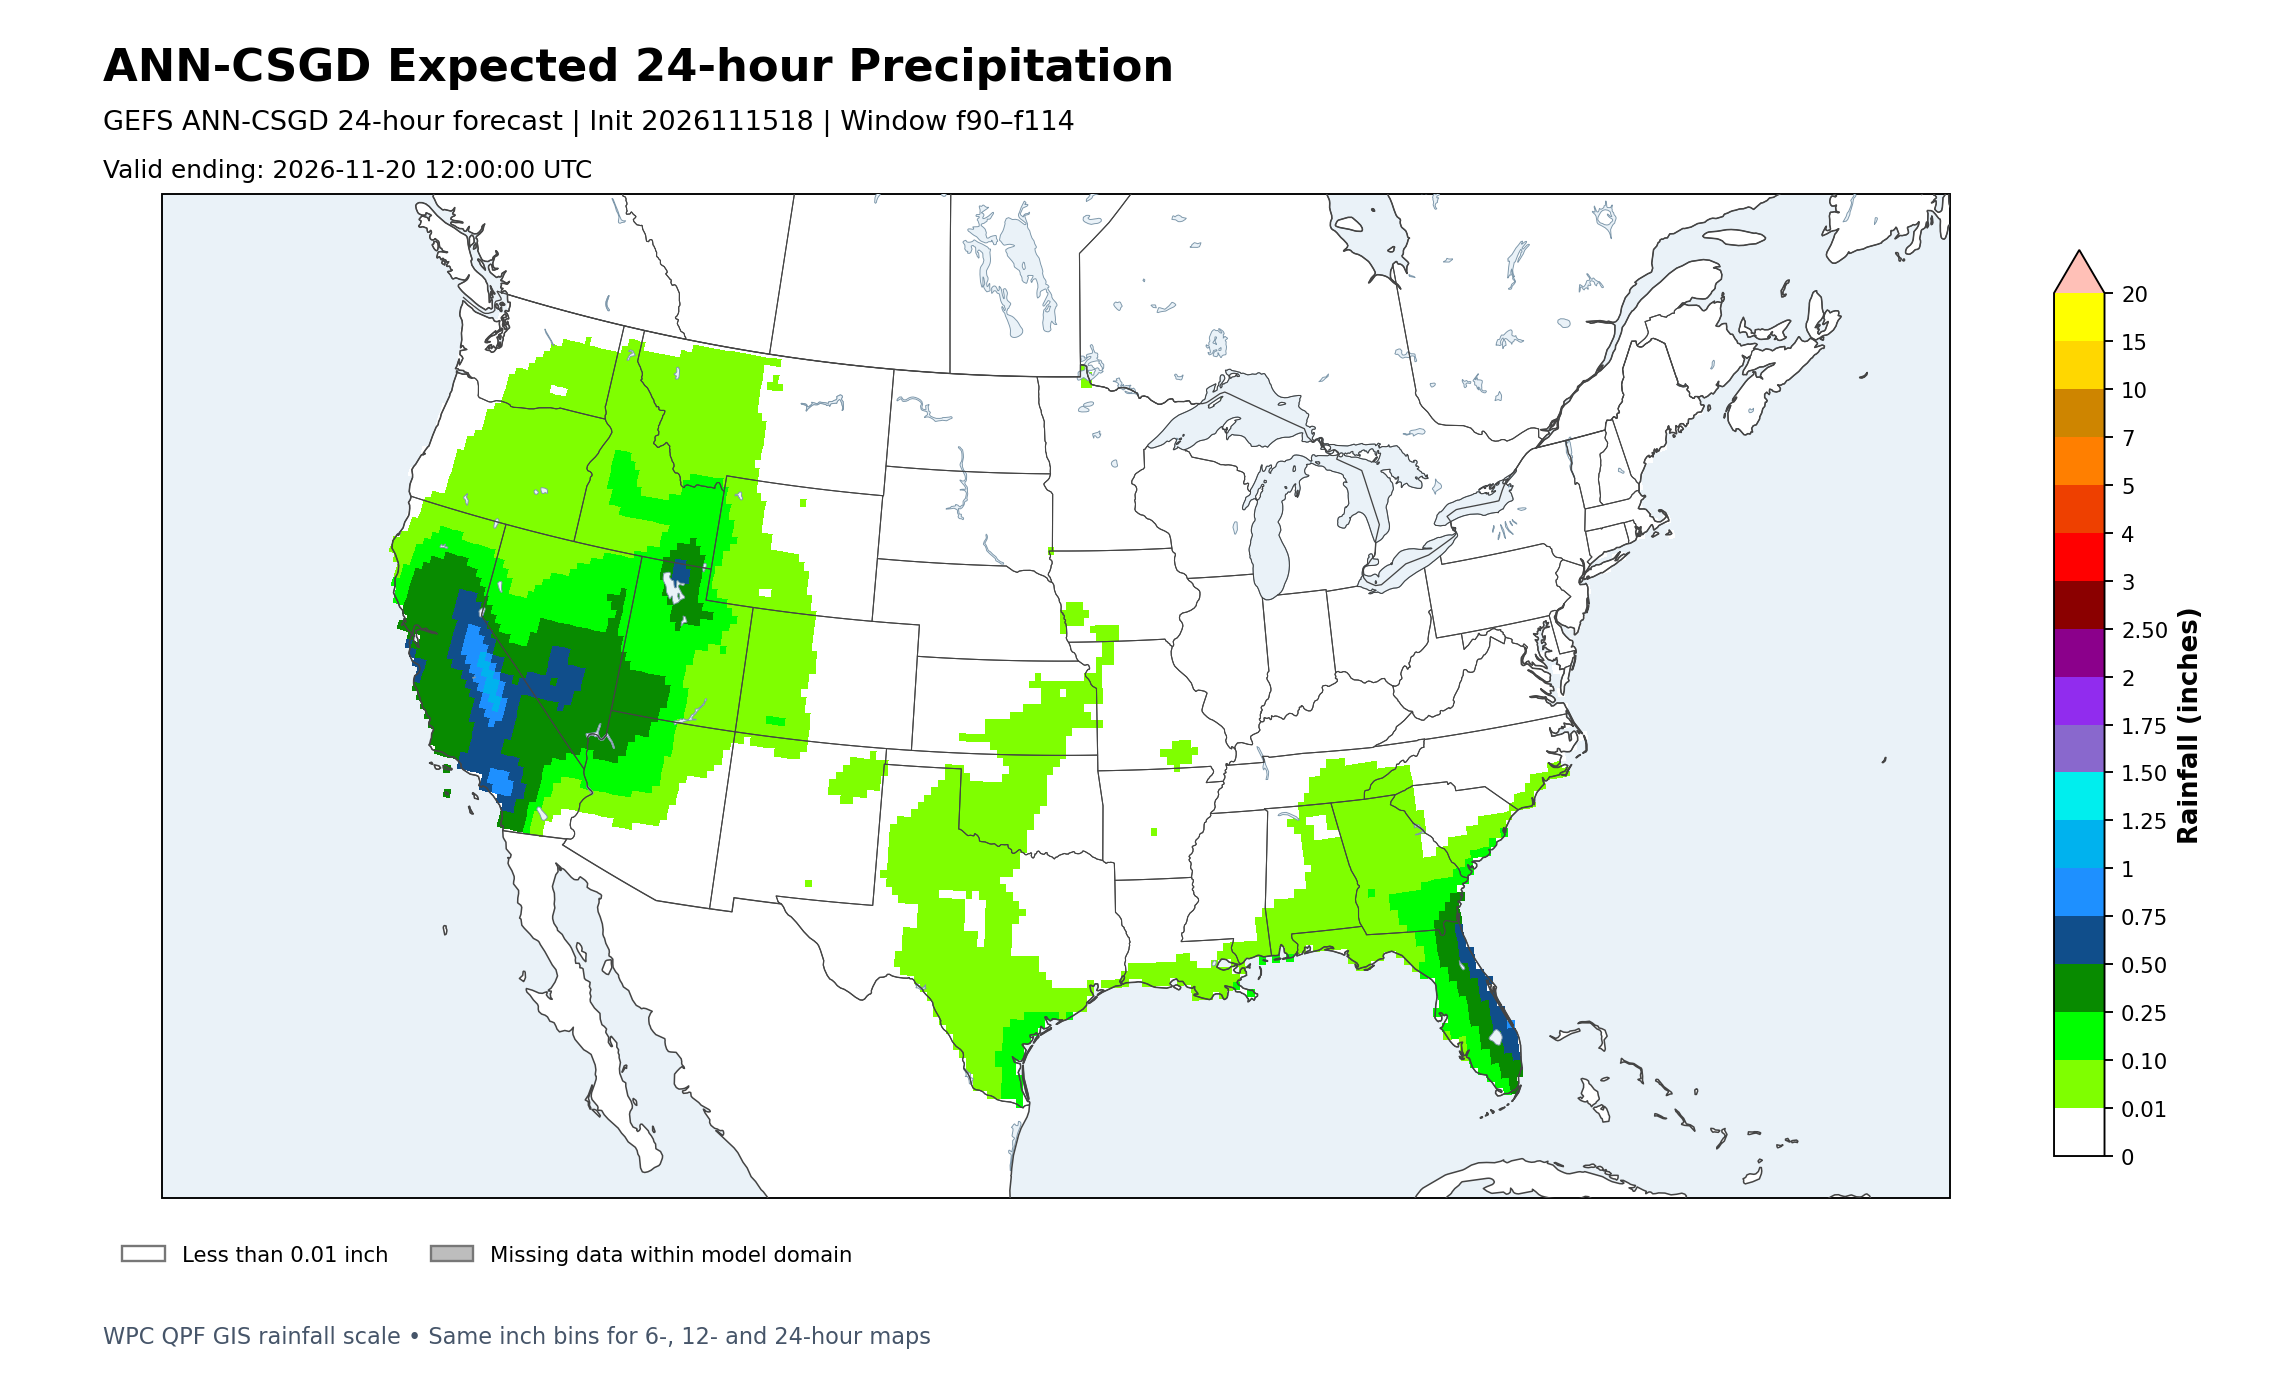 ANN-CSGD Expected 24-hour Precipitation
GEFS ANN-CSGD 24-hour forecast | Init 2026111518 | Window f90–f114
Valid ending: 2026-11-20 12:00:00 UTC
20
15
10
7
5
4
3
2.50
2
1.75
1.50
1.25
1
0.75
0.50
0.25
0.10
0.01
0
Rainfall (inches)
Less than 0.01 inch
Missing data within model domain
WPC QPF GIS rainfall scale • Same inch bins for 6-, 12- and 24-hour maps